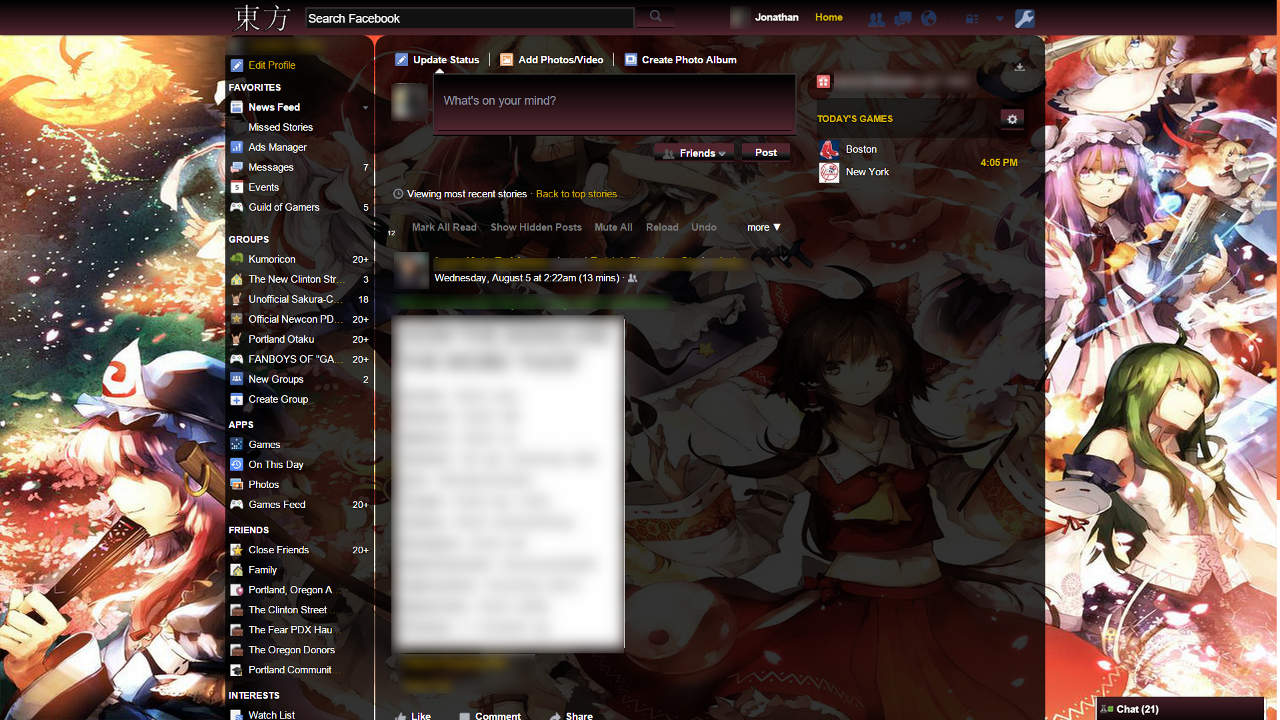 東方
Search Facebook
Jonathan
Home
Edit Profile
FAVORITES
News Feed
Missed Stories
Ads Manager
Messages 7
5 Events
Guild of Gamers 5
GROUPS
Kumoricon 20+
The New Clinton Str... 3
Unofficial Sakura-C... 18
Official Newcon PD... 20+
Portland Otaku 20+
FANBOYS OF "GA... 20+
New Groups 2
Create Group
APPS
Games
On This Day
Photos
Games Feed 20+
FRIENDS
Close Friends 20+
Family
Portland, Oregon A
The Clinton Street
The Fear PDX Hau
The Oregon Donors
Portland Communit
INTERESTS
Watch List
Update Status
Add Photos/Video
Create Photo Album
What's on your mind?
Friends
Post
Viewing most recent stories · Back to top stories
12
Mark All Read Show Hidden Posts Mute All Reload Undo more ▼
Wednesday, August 5 at 2:22am (13 mins) ·
Like Comment Share
TODAY'S GAMES
Boston
4:05 PM
New York
Chat (21)